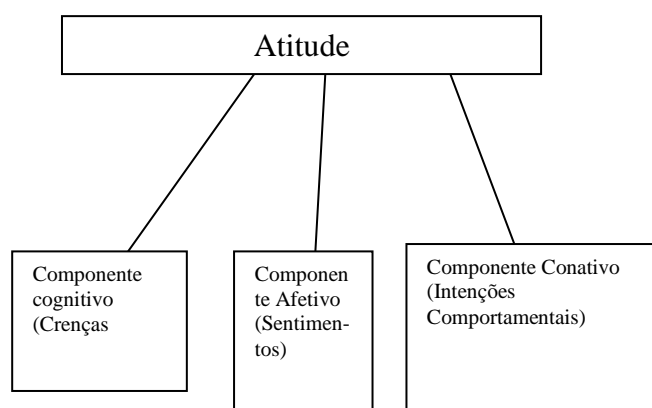 Atitude
Componente
cognitivo
(Crenças
Componen
te Afetivo
(Sentimen-
tos)
Componente Conativo
(Intenções
Comportamentais)